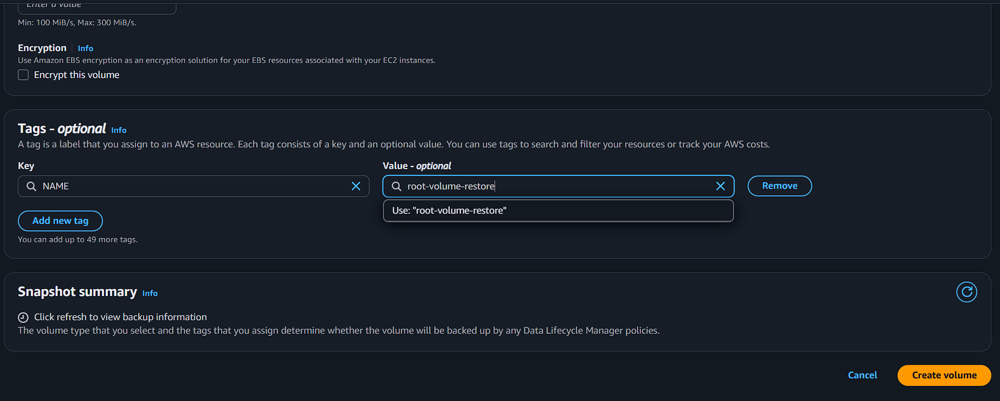 Enter a value
Min: 100 MiB/s, Max: 300 MiB/s.
Encryption Info
Use Amazon EBS encryption as an encryption solution for your EBS resources associated with your EC2 instances.
Encrypt this volume
Tags - optional Info
A tag is a label that you assign to an AWS resource. Each tag consists of a key and an optional value. You can use tags to search and filter your resources or track your AWS costs.
Key
Value - optional
NAME
root-volume-restore
Remove
Use: "root-volume-restore"
Add new tag
You can add up to 49 more tags.
Snapshot summary Info
Click refresh to view backup information
The volume type that you select and the tags that you assign determine whether the volume will be backed up by any Data Lifecycle Manager policies.
Cancel
Create volume